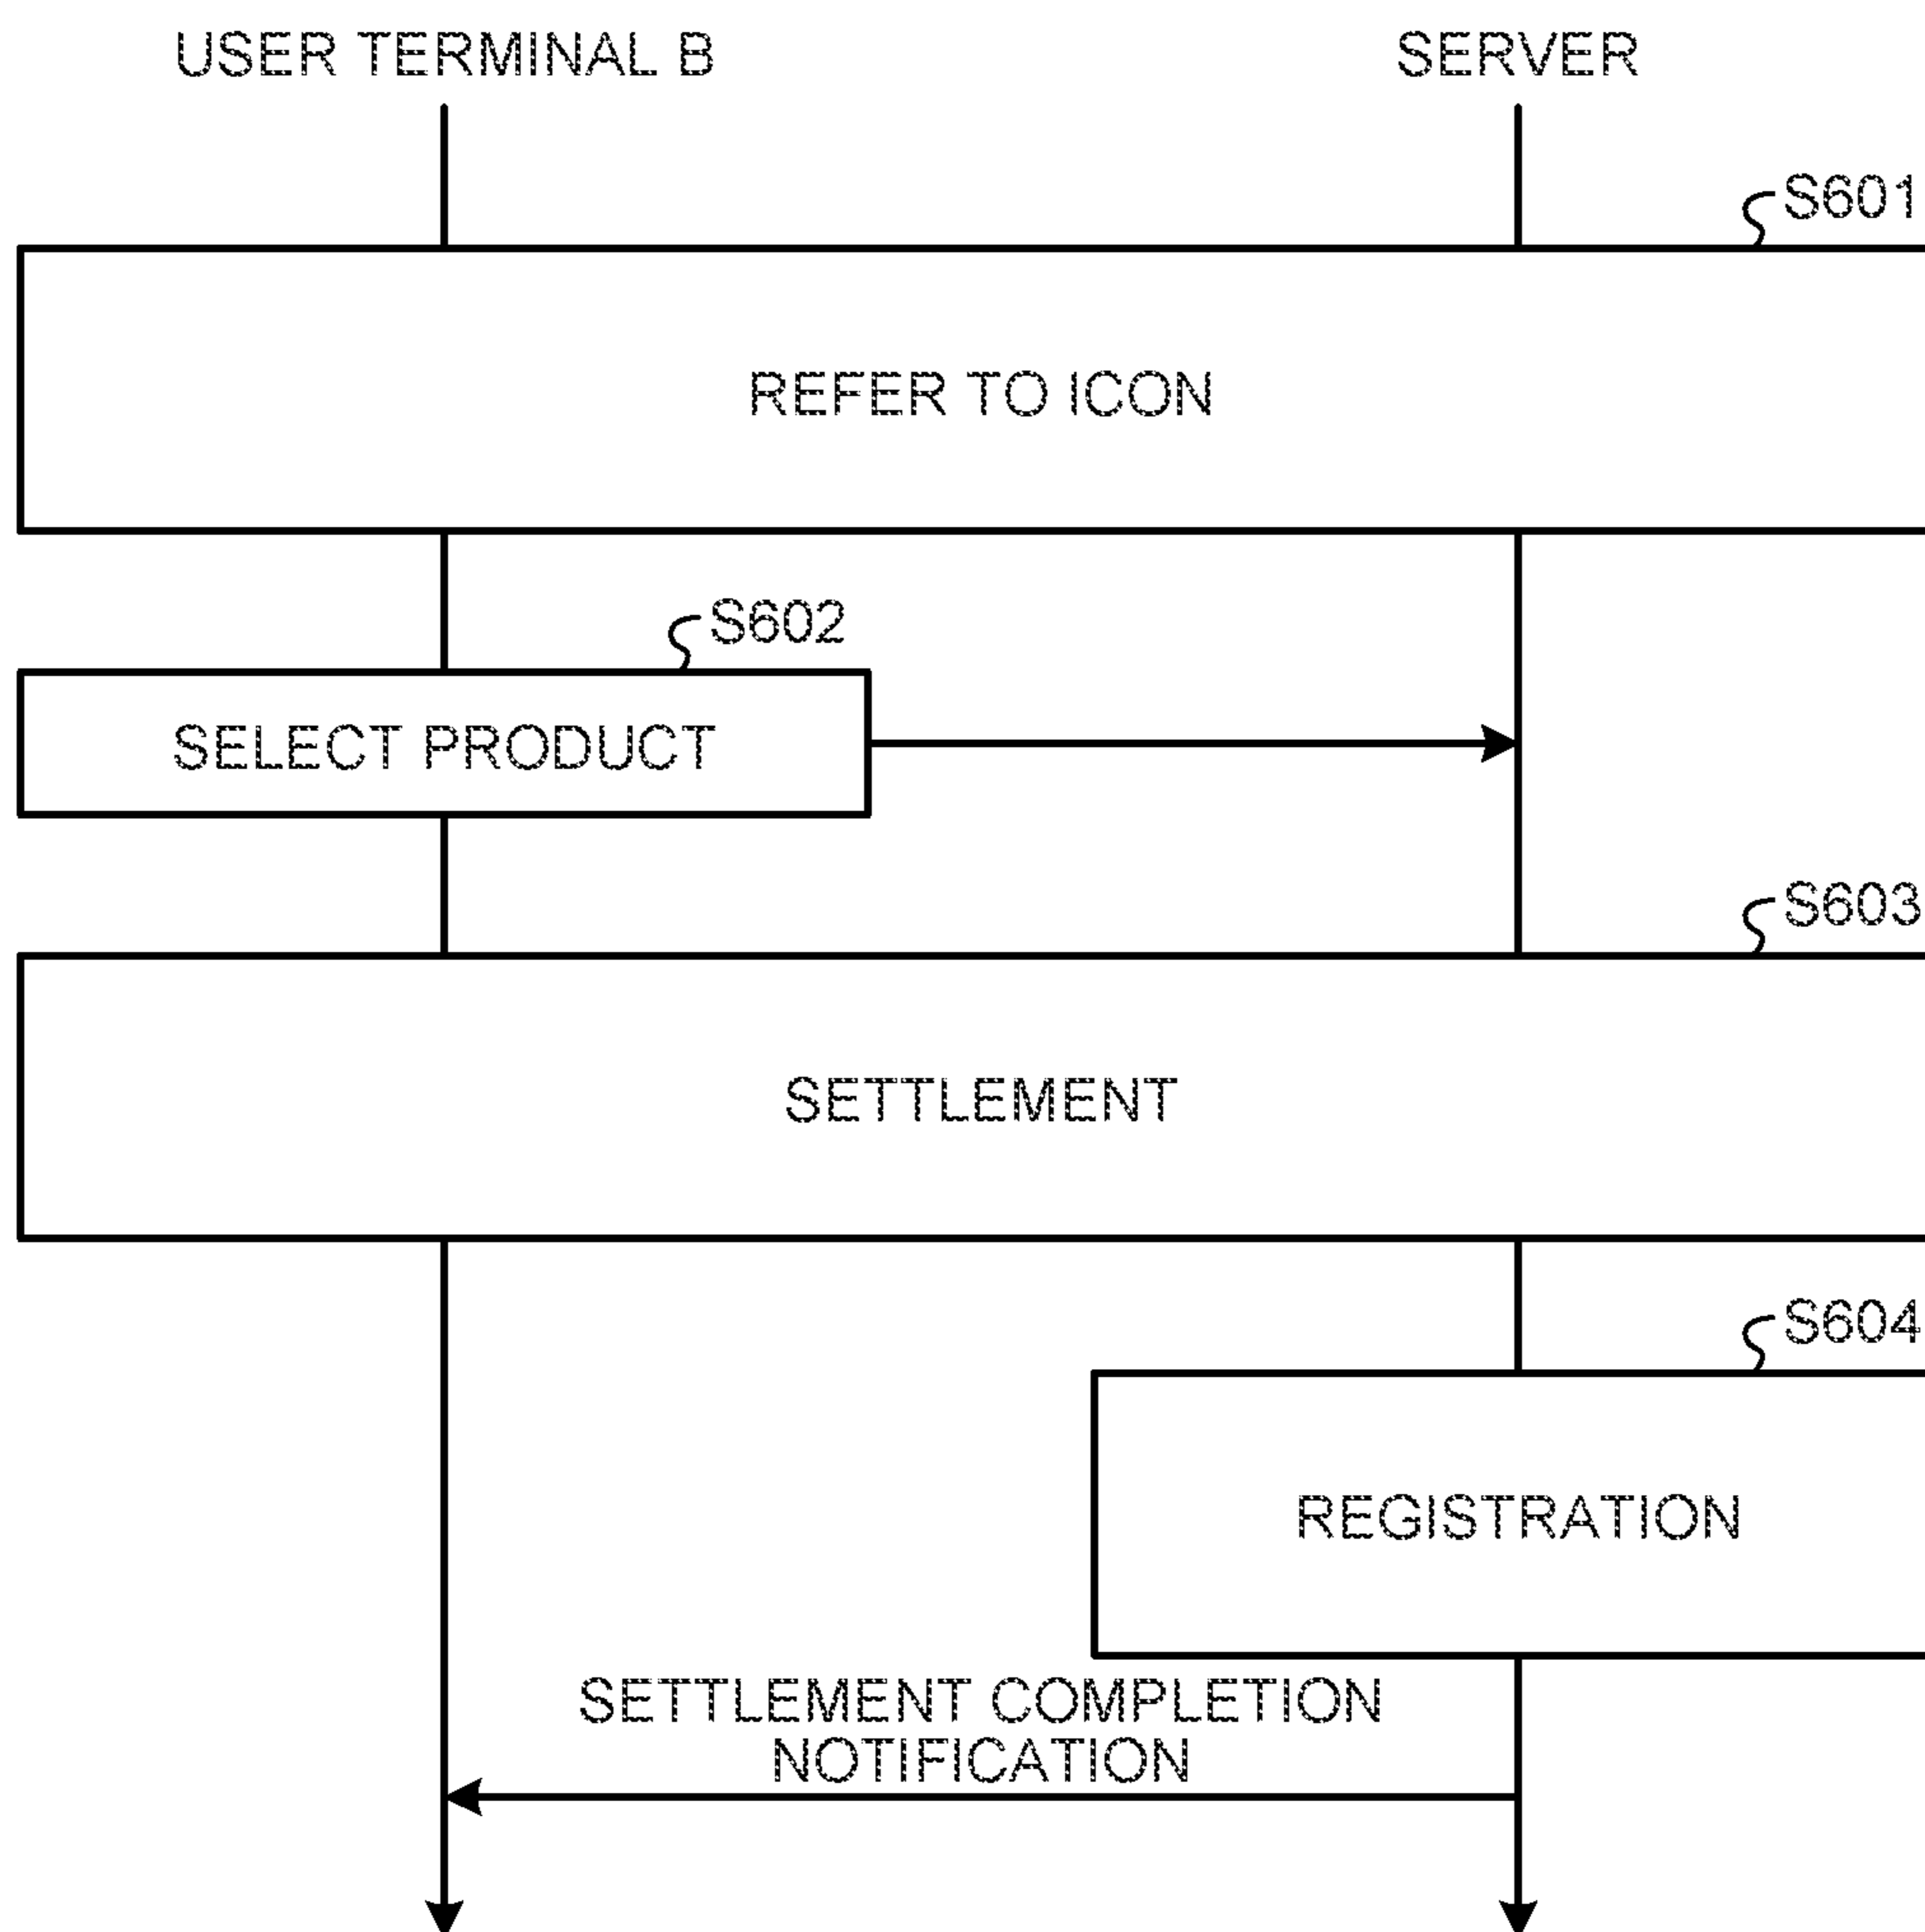 USER TERMINAL B
SERVER
S601
REFER TO ICON
S602
SELECT PRODUCT
S603
SETTLEMENT
S604
REGISTRATION
SETTLEMENT COMPLETION
NOTIFICATION